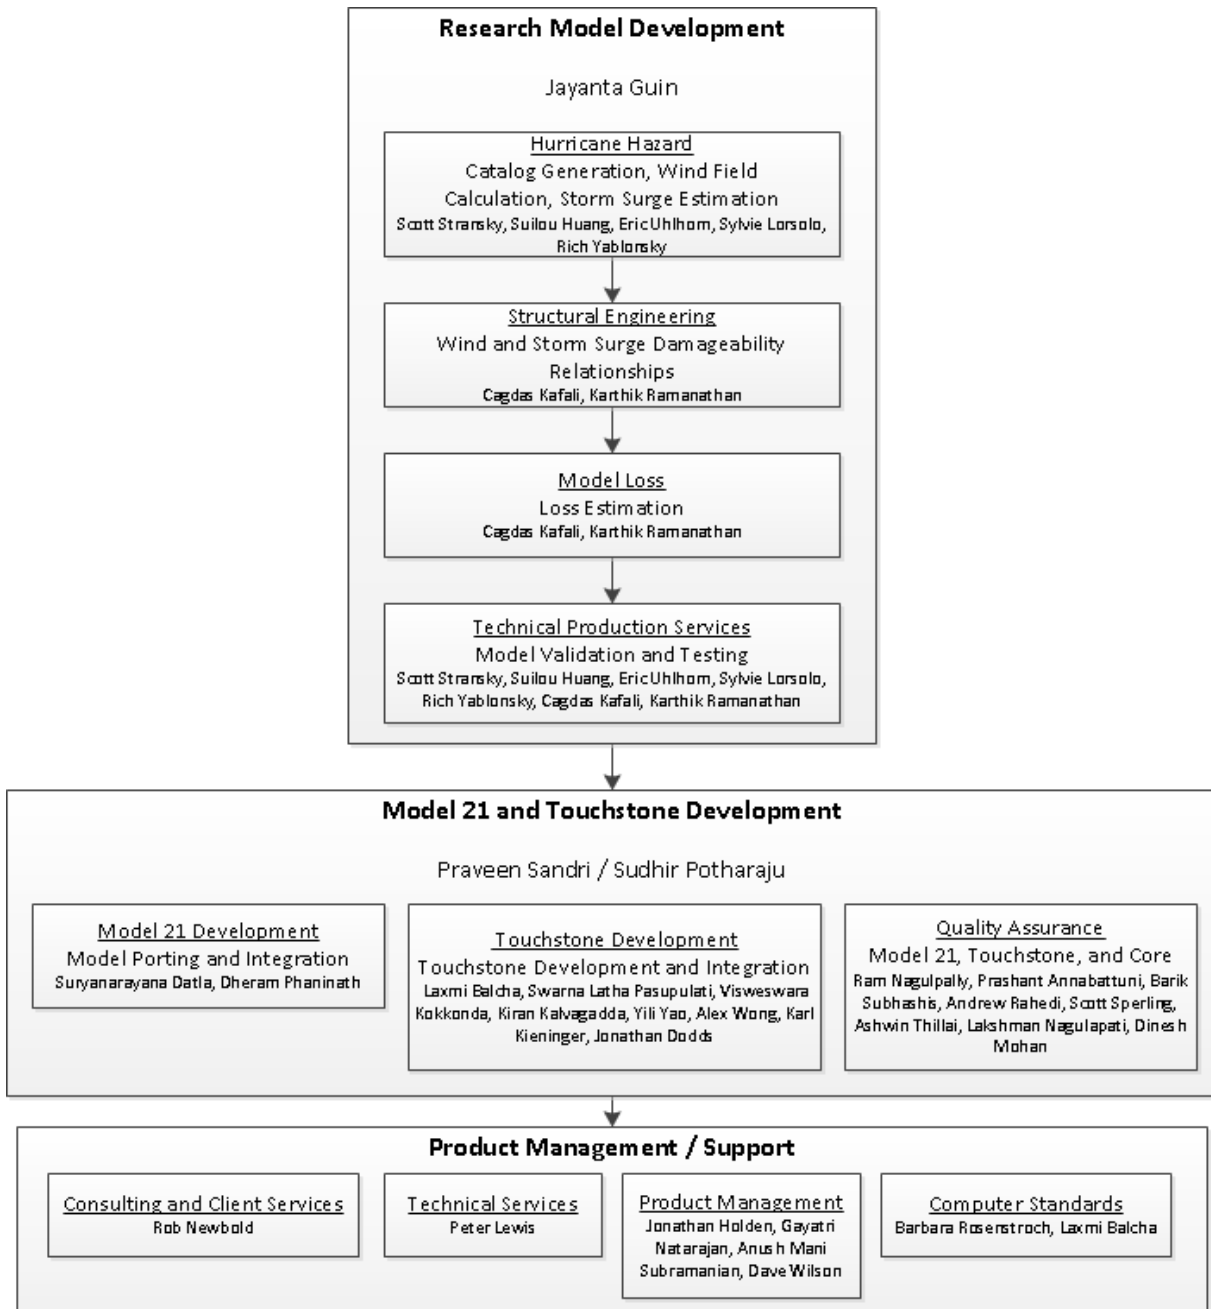 Research Model Development
Jayanta Guin
Hurricane Hazard
Catalog Generation, Wind Field
Calculation, Storm Surge Estimation
Scott Stransky, Suilou Huang, Eric Uhlhorn, Sylvie Lorsolo,
Rich Yablonsky
Structural Engineering
Wind and Storm Surge Damageability
Relationships
Cagdas Kafali, Karthik Ramanathan
Model Loss
Loss Estimation
Cagdas Kafali, Karthik Ramanathan
Technical Production Services
Model Validation and Testing
Scott Stransky, Suilou Huang, Eric Uhlhorn, Sylvie Lorsolo,
Rich Yablonsky, Cagdas Kafali, Karthik Ramanathan
Model 21 and Touchstone Development
Praveen Sandri / Sudhir Potharaju
Model 21 Development
Model Porting and Integration
Suryanarayana Datla, Dheram Phaninath
Touchstone Development
Touchstone Development and Integration
Laxmi Balcha, Swarna Latha Pasupulati, Visweswara
Kokkonda, Kiran Kalvagadda, Yili Yao, Alex Wong, Karl
Kieninger, Jonathan Dodds
Quality Assurance
Model 21, Touchstone, and Core
Ram Nagulpally, Prashant Annabattuni, Barik
Subhashis, Andrew Rahedi, Scott Sperling,
Ashwin Thillai, Lakshman Nagulapati, Dinesh
Mohan
Product Management / Support
Consulting and Client Services
Rob Newbold
Technical Services
Peter Lewis
Product Management
Jonathan Holden, Gayatri
Natarajan, Anush Mani
Subramanian, Dave Wilson
Computer Standards
Barbara Rosenstroch, Laxmi Balcha